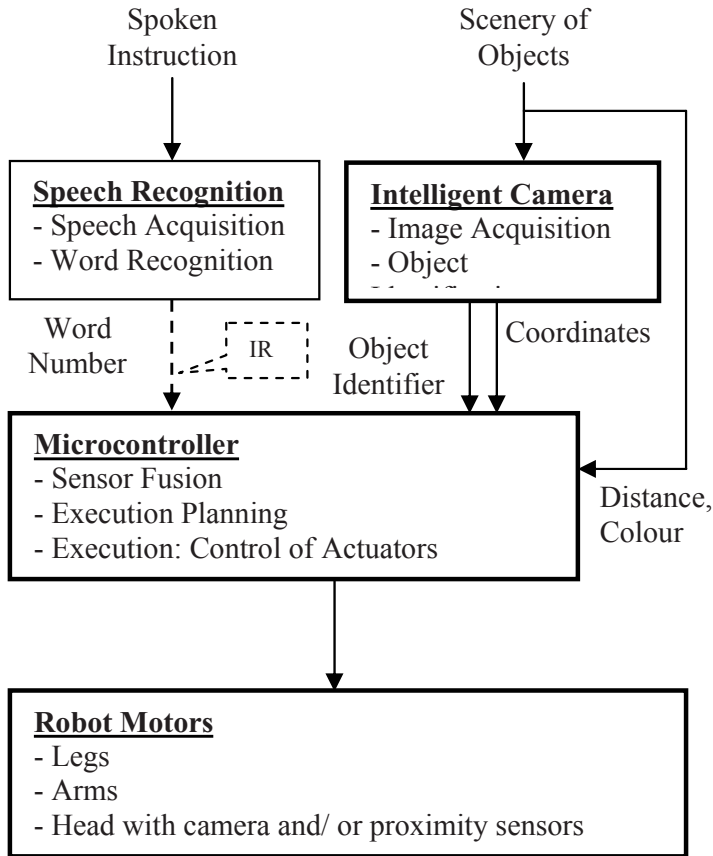 Spoken
Instruction
Scenery of
Objects
Speech Recognition
- Speech Acquisition
- Word Recognition
Intelligent Camera
- Image Acquisition
- Object
Word
Number
IR
Object
Identifier
Coordinates
Microcontroller
- Sensor Fusion
- Execution Planning
- Execution: Control of Actuators
Distance,
Colour
Robot Motors
- Legs
- Arms
- Head with camera and/ or proximity sensors